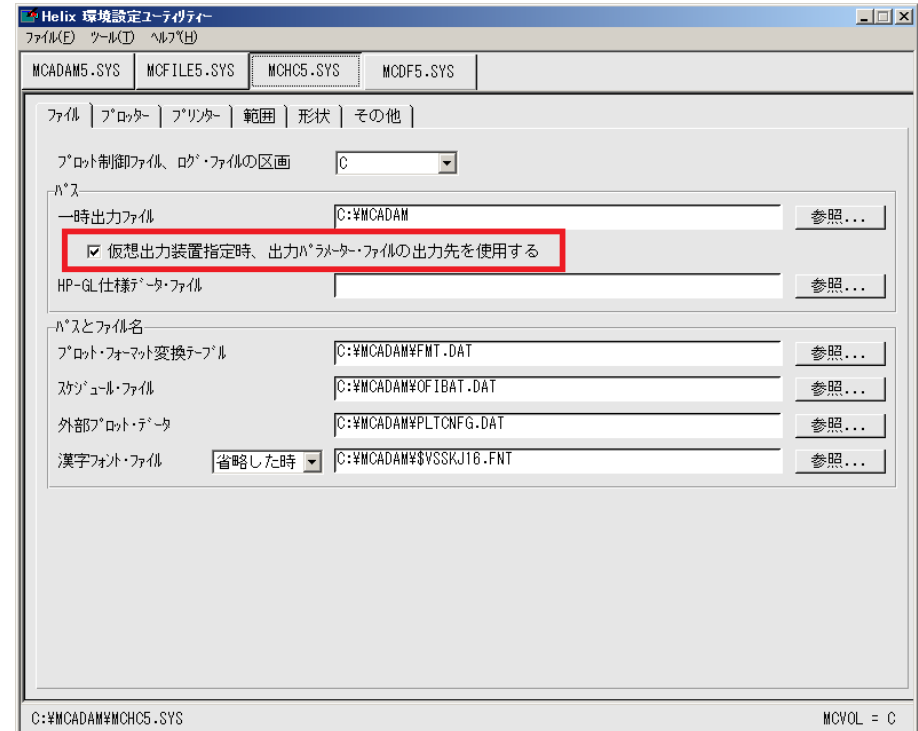 Helix 環境設定ユーティリティー
ファイル(F) ツール(T) ヘルプ(H)
MCADAM5.SYS MCFILE5.SYS MCHC5.SYS MCDF5.SYS
ファイル プロッター プリンター 範囲 形状 その他
プロット制御ファイル、ログ・ファイルの区画 C
パス
一時出力ファイル C:¥MCADAM 参照...
仮想出力装置指定時、出力パラメーター・ファイルの出力先を使用する
HP-GL仕様データ・ファイル 参照...
パスとファイル名
プロット・フォーマット変換テーブル C:¥MCADAM¥FMT.DAT 参照...
スケジュール・ファイル C:¥MCADAM¥OFIBAT.DAT 参照...
外部プロット・データ C:¥MCADAM¥PLTCNFG.DAT 参照...
漢字フォント・ファイル 省略した時 C:¥MCADAM¥$VSSKJ16.FNT 参照...
C:¥MCADAM¥MCHC5.SYS MCVOL = C